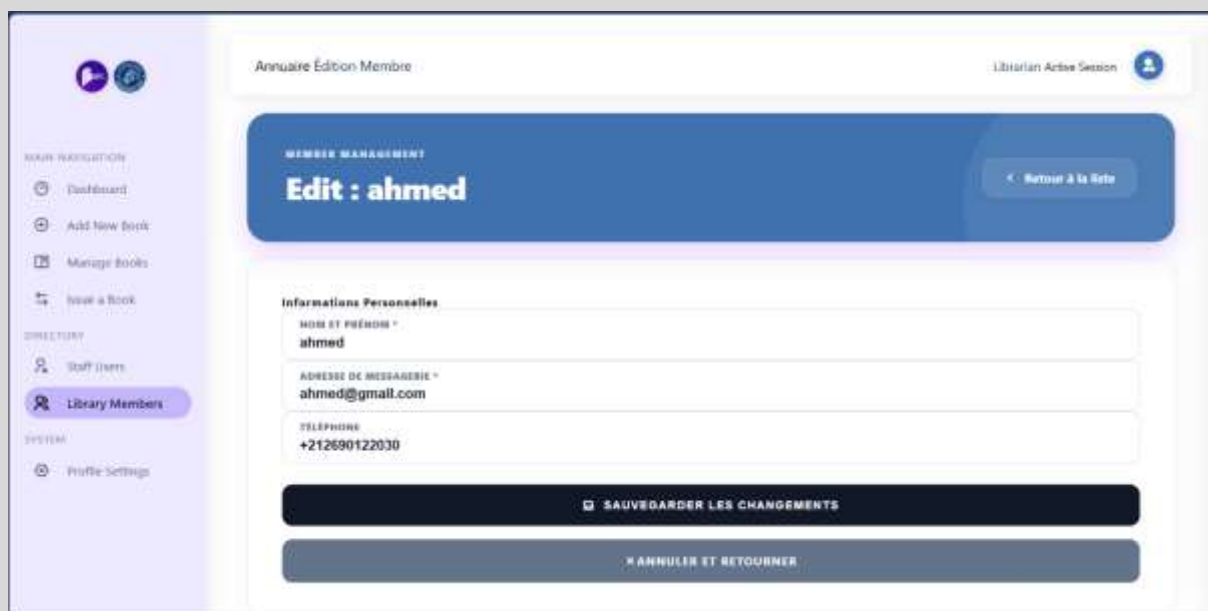 Annuaire Édition Membre
Librarian Active Session
MAIN NAVIGATION
Dashboard
Add New Book
Manage Books
Issue a Book
DIRECTORY
Staff Users
Library Members
SYSTEM
Profile Settings
MEMBER MANAGEMENT
Edit : ahmed
Retour à la liste
Informations Personnelles
NOM ET PRÉNOM *
ahmed
ADRESSE DE MESSAGERIE *
ahmed@gmail.com
TÉLÉPHONE
+212690122030
SAUVEGARDER LES CHANGEMENTS
× ANNULER ET RETOURNER